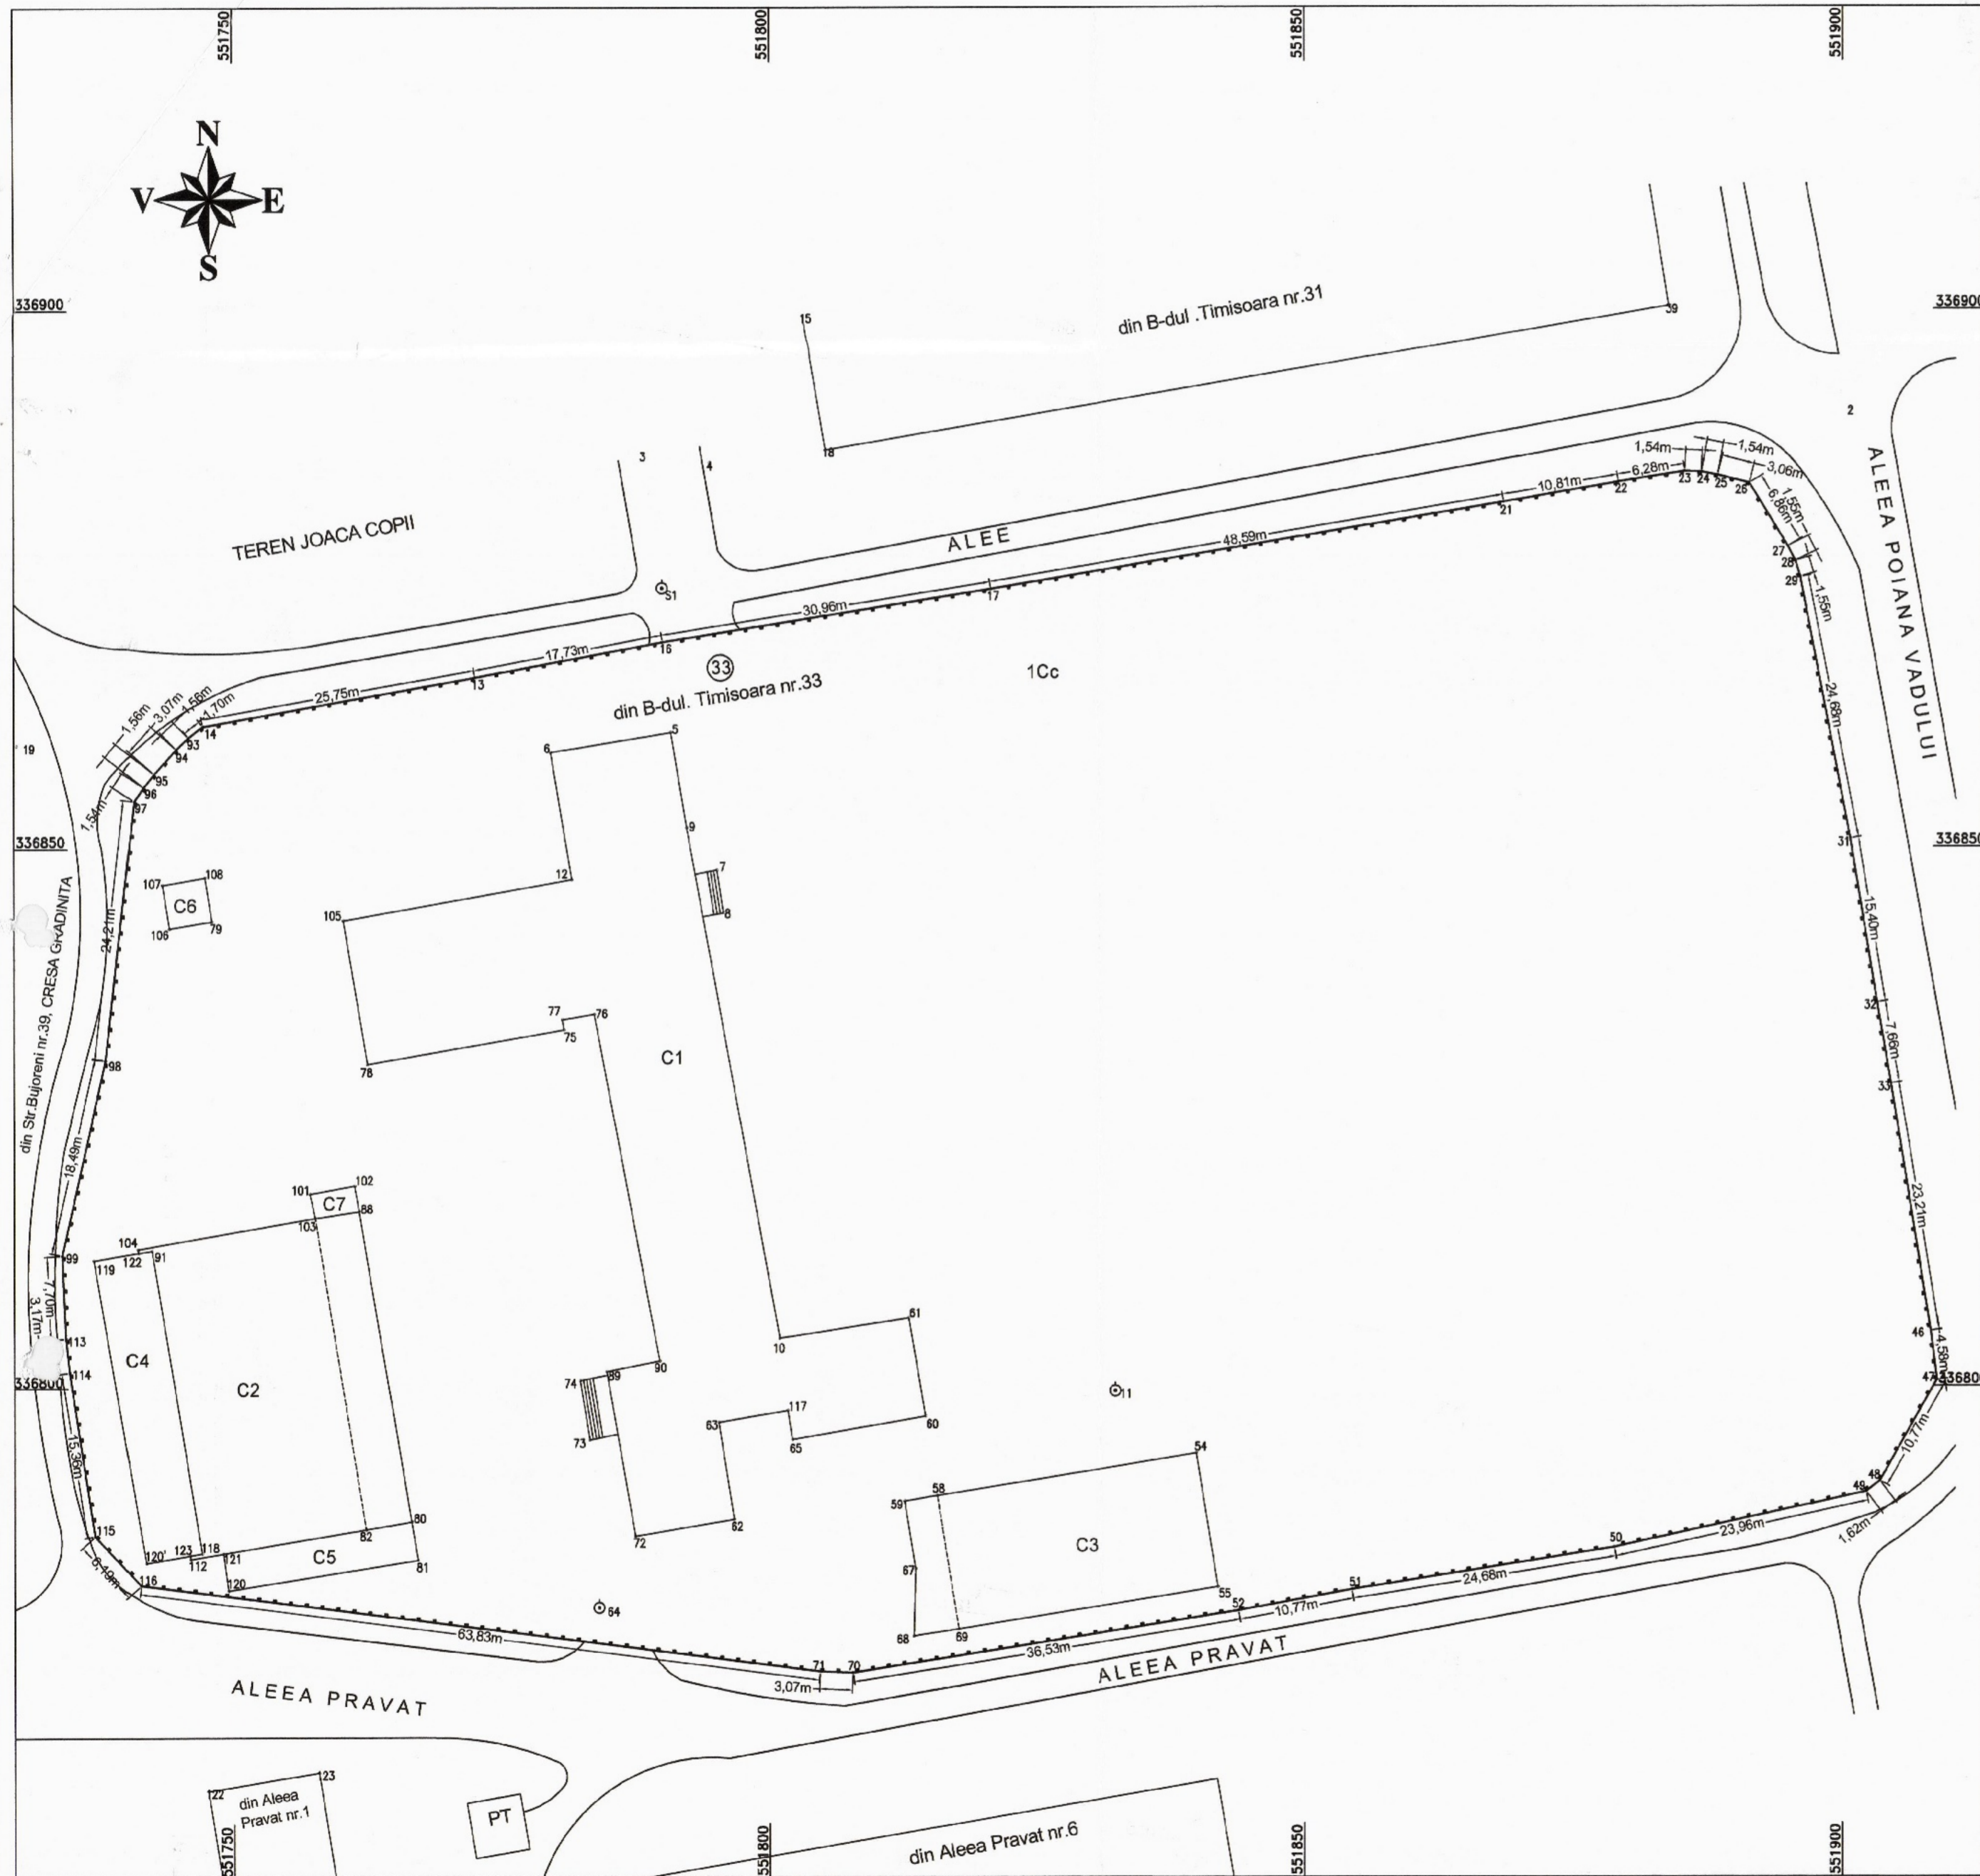 551750
551800
551850
551900
N
V E
S
336900
336900
15
din B-dul .Timisoara nr.31
39
18
2
3
4
1,54m
1,54m
3,06m
6,28m
23 24 25 26
10,81m
22
21
1,55m
6,86m
27
28
29
1,55m
ALEEA POIANA VADULUI
TEREN JOACA COPII
ALEE
48,59m
S1
17
30,96m
16
17,73m
33
1Cc
din B-dul. Timisoara nr.33
13
25,75m
1,56m
3,07m
1,56m
1,70m
14
93
94
95
96
97
1,54m
19
24,68m
5
6
9
7
8
12
336850
336850
31
107
108
C6
106
79
105
24,21m
15,40m
din Str.Bujoreni nr.39, CRESA GRADINITA
77
76
75
78
C1
98
32
7,66m
33
18,49m
101
102
C7
103
88
104
91
122
119
99
23,21m
7,70m
3,17m
113
114
336800
C4
C2
61
10
90
46
4,58m
47
336800
74
89
73
63
117
65
60
11
10,77m
15,36m
54
59
58
48
49
1,62m
115
80
82
62
72
C3
50
23,96m
120'
123
118
112
121
C5
81
120
67
116
6,19m
64
55
51
24,68m
52
10,77m
63,83m
68
69
36,53m
71
70
3,07m
ALEEA PRAVAT
ALEEA PRAVAT
122
123
din Aleea
Pravat nr.1
PT
din Aleea Pravat nr.6
551750
551800
551850
551900